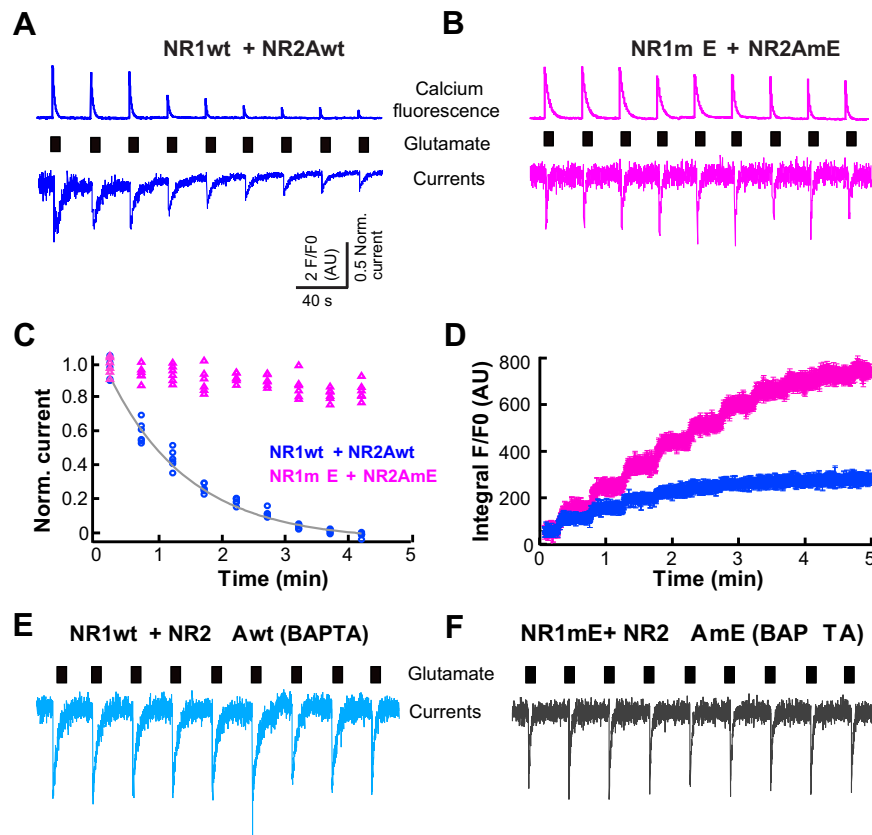 A
B
NR1wt + NR2Awt
NR1m E + NR2AmE
Calcium
fluorescence
Glutamate
Currents
2 F/F0
(AU)
0.5 Norm.
current
40 s
C
D
Norm. current
1.0
0.8
0.6
0.4
0.2
0
NR1wt + NR2Awt
NR1m E + NR2AmE
0 1 2 3 4 5
Time (min)
Integral F/F0 (AU)
800
600
400
200
0
0 1 2 3 4 5
Time (min)
E
F
NR1wt + NR2 Awt (BAPTA)
NR1mE+ NR2 AmE (BAP TA)
Glutamate
Currents